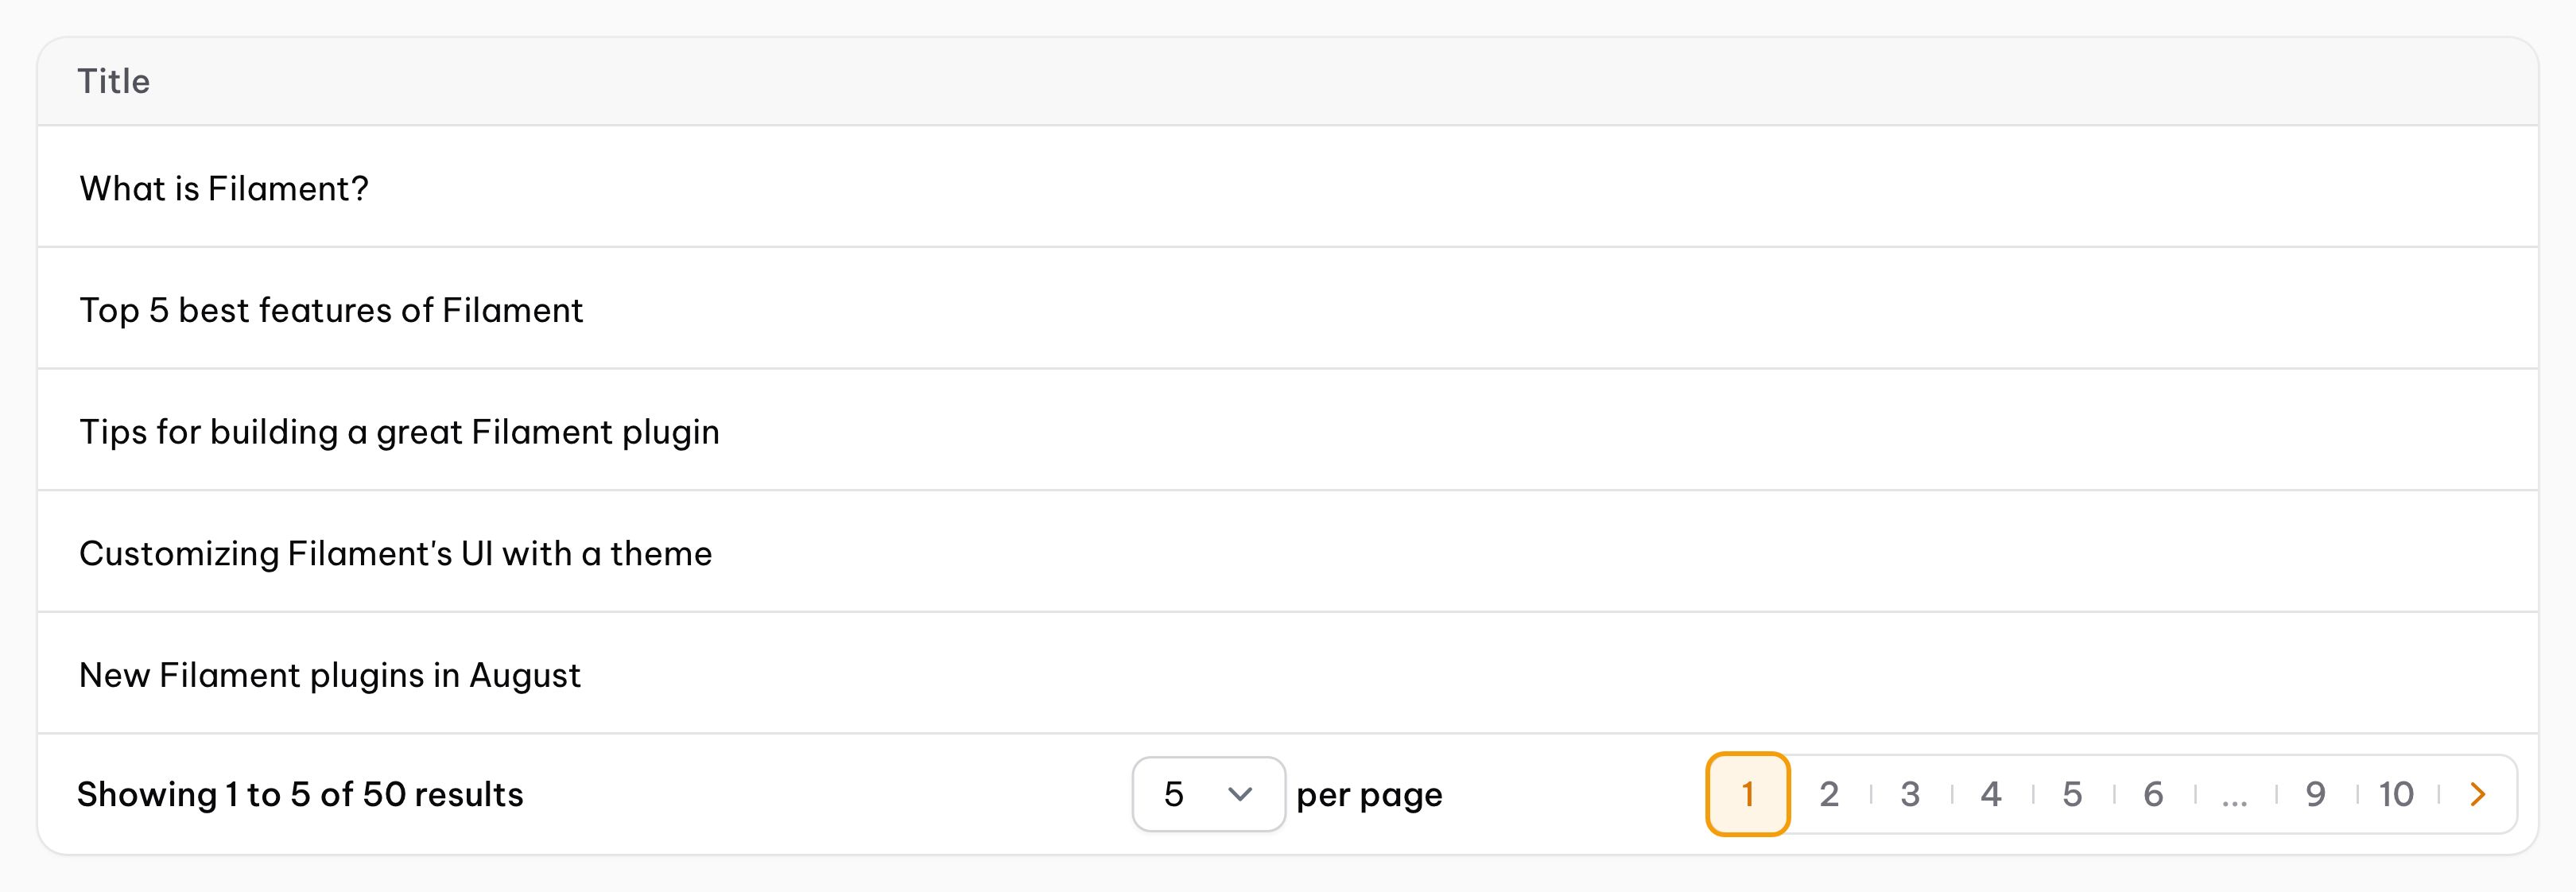 Title
What is Filament?
Top 5 best features of Filament
Tips for building a great Filament plugin
Customizing Filament's UI with a theme
New Filament plugins in August
Showing 1 to 5 of 50 results 5 per page 1 2 3 4 5 6 ... 9 10